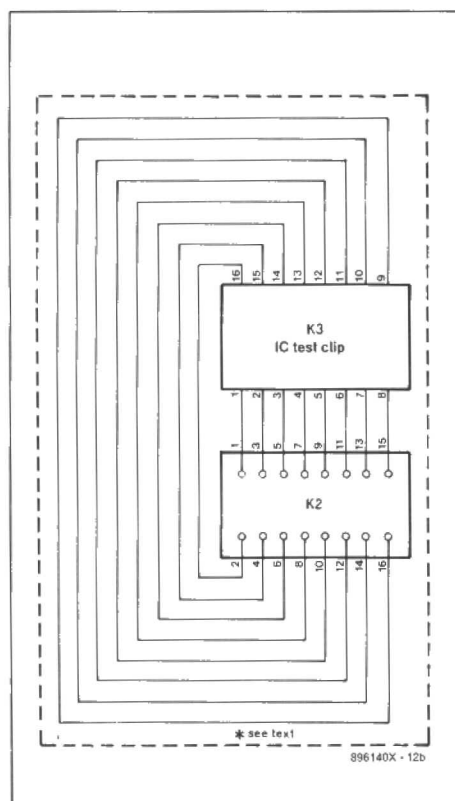 16 15 14 13 12 11 10 9
K3
IC test clip
1 2 3 4 5 6 7 8
1 3 5 7 9 11 13 15
K2
2 4 6 8 10 12 14 16
* see text
896140X - 12b